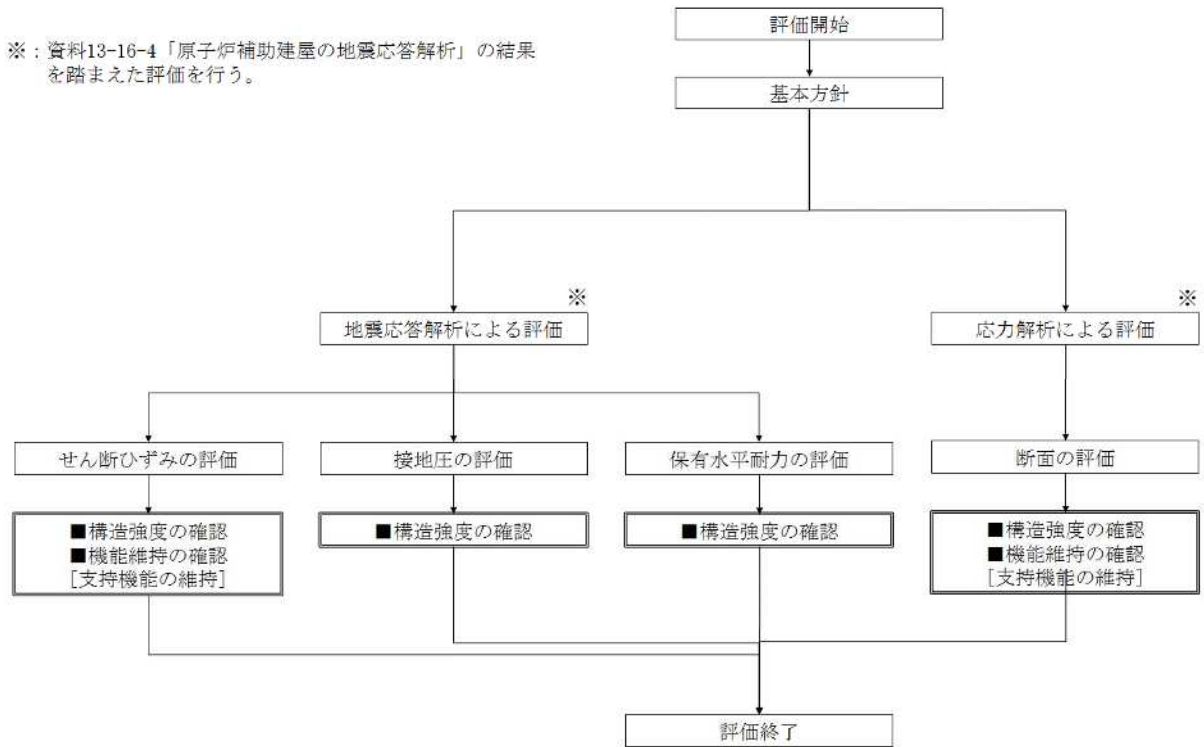 評価開始
※：資料13-16-4「原子炉補助建屋の地震応答解析」の結果
を踏まえた評価を行う。
基本方針
※
※
地震応答解析による評価
応力解析による評価
せん断ひずみの評価
接地圧の評価
保有水平耐力の評価
断面の評価
■構造強度の確認
■機能維持の確認
[支持機能の維持]
■構造強度の確認
■構造強度の確認
■構造強度の確認
■機能維持の確認
[支持機能の維持]
評価終了